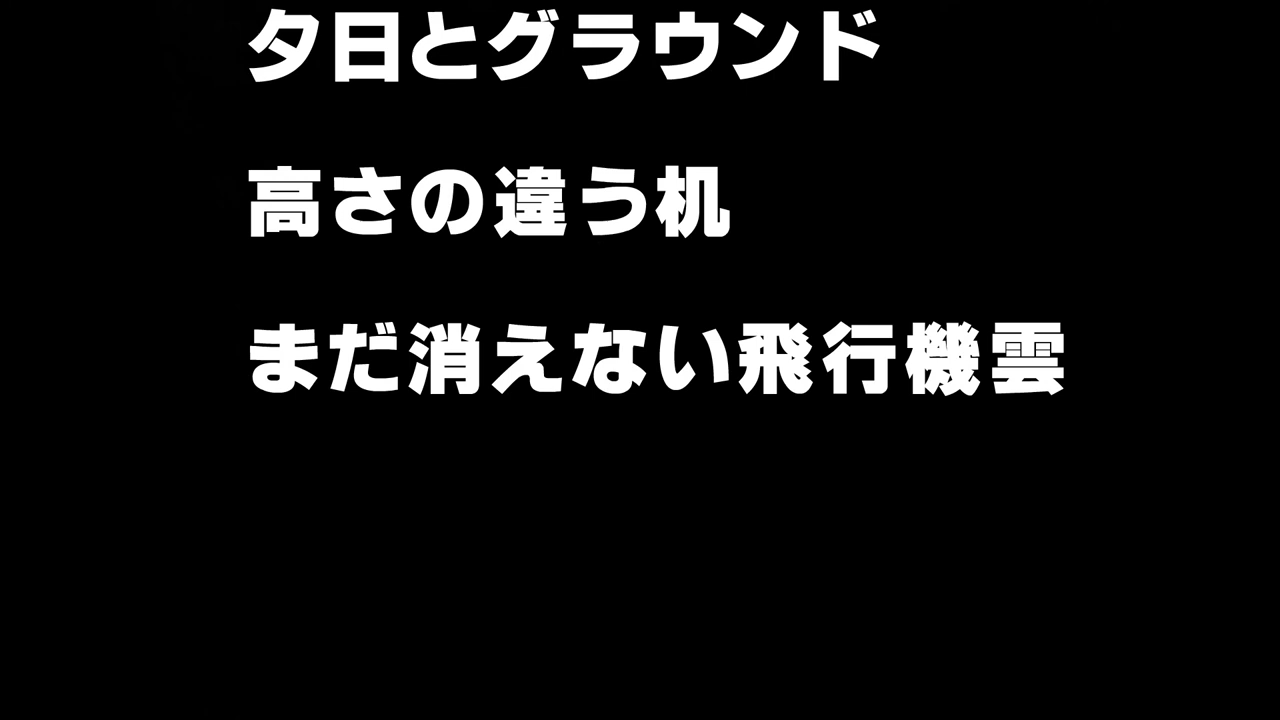 夕日とグラウンド
高さの違う机
まだ消えない飛行機雲